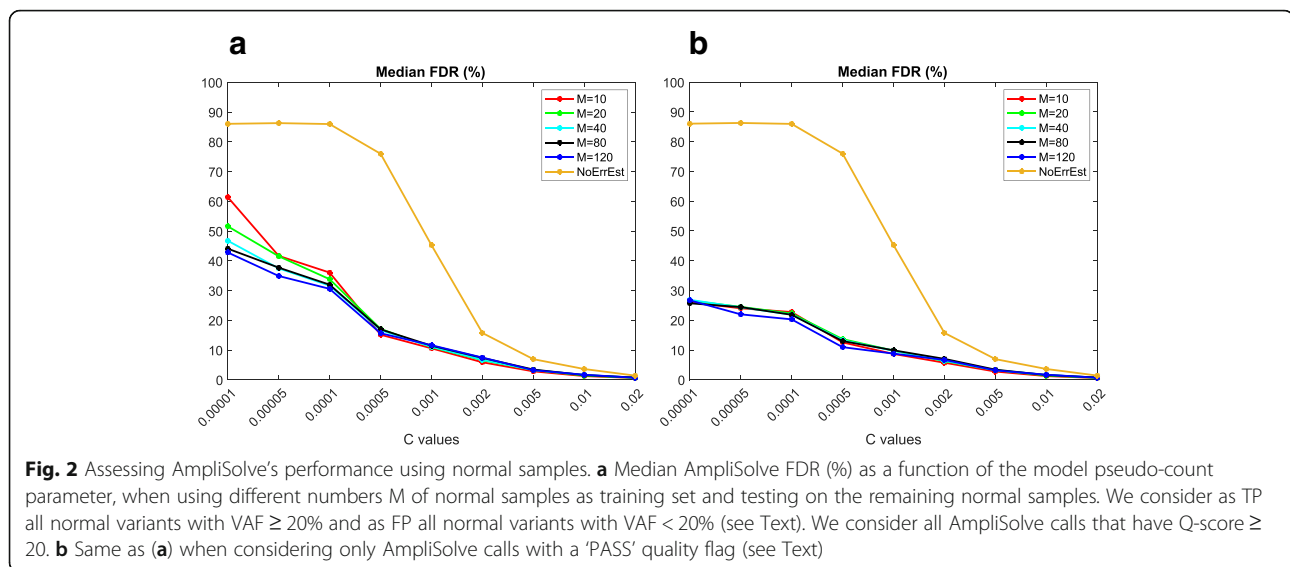 a
Median FDR (%)
100
90
80
70
60
50
40
30
20
10
0
M=10
M=20
M=40
M=80
M=120
NoErrEst
0.00001
0.00005
0.0001
0.0005
0.001
0.002
0.005
0.01
0.02
C values
b
Median FDR (%)
100
90
80
70
60
50
40
30
20
10
0
M=10
M=20
M=40
M=80
M=120
NoErrEst
0.00001
0.00005
0.0001
0.0005
0.001
0.002
0.005
0.01
0.02
C values
Fig. 2 Assessing AmpliSolve's performance using normal samples. a Median AmpliSolve FDR (%) as a function of the model pseudo-count
parameter, when using different numbers M of normal samples as training set and testing on the remaining normal samples. We consider as TP
all normal variants with VAF ≥ 20% and as FP all normal variants with VAF < 20% (see Text). We consider all AmpliSolve calls that have Q-score ≥
20. b Same as (a) when considering only AmpliSolve calls with a 'PASS' quality flag (see Text)